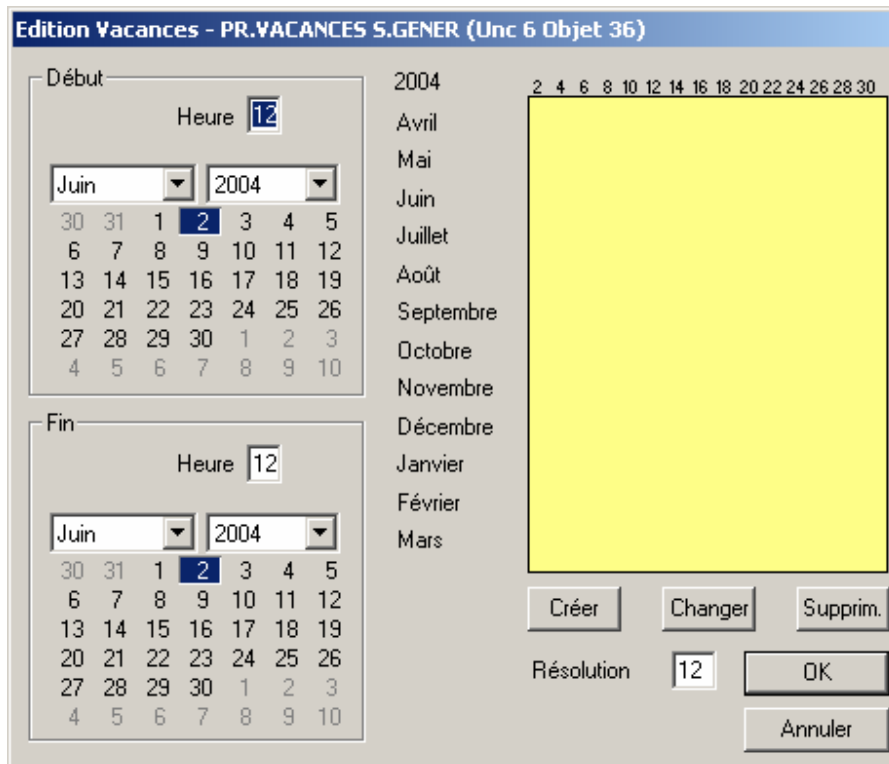 Edition Vacances - PR.VACANCES S.GENER (Unc 6 Objet 36)
Début
Heure 12
Juin 2004
30 31 1 2 3 4 5
6 7 8 9 10 11 12
13 14 15 16 17 18 19
20 21 22 23 24 25 26
27 28 29 30 1 2 3
4 5 6 7 8 9 10
Fin
Heure 12
Juin 2004
30 31 1 2 3 4 5
6 7 8 9 10 11 12
13 14 15 16 17 18 19
20 21 22 23 24 25 26
27 28 29 30 1 2 3
4 5 6 7 8 9 10
2004
Avril
Mai
Juin
Juillet
Août
Septembre
Octobre
Novembre
Décembre
Janvier
Février
Mars
2 4 6 8 10 12 14 16 18 20 22 24 26 28 30
Créer Changer Supprim.
Résolution 12 OK
Annuler